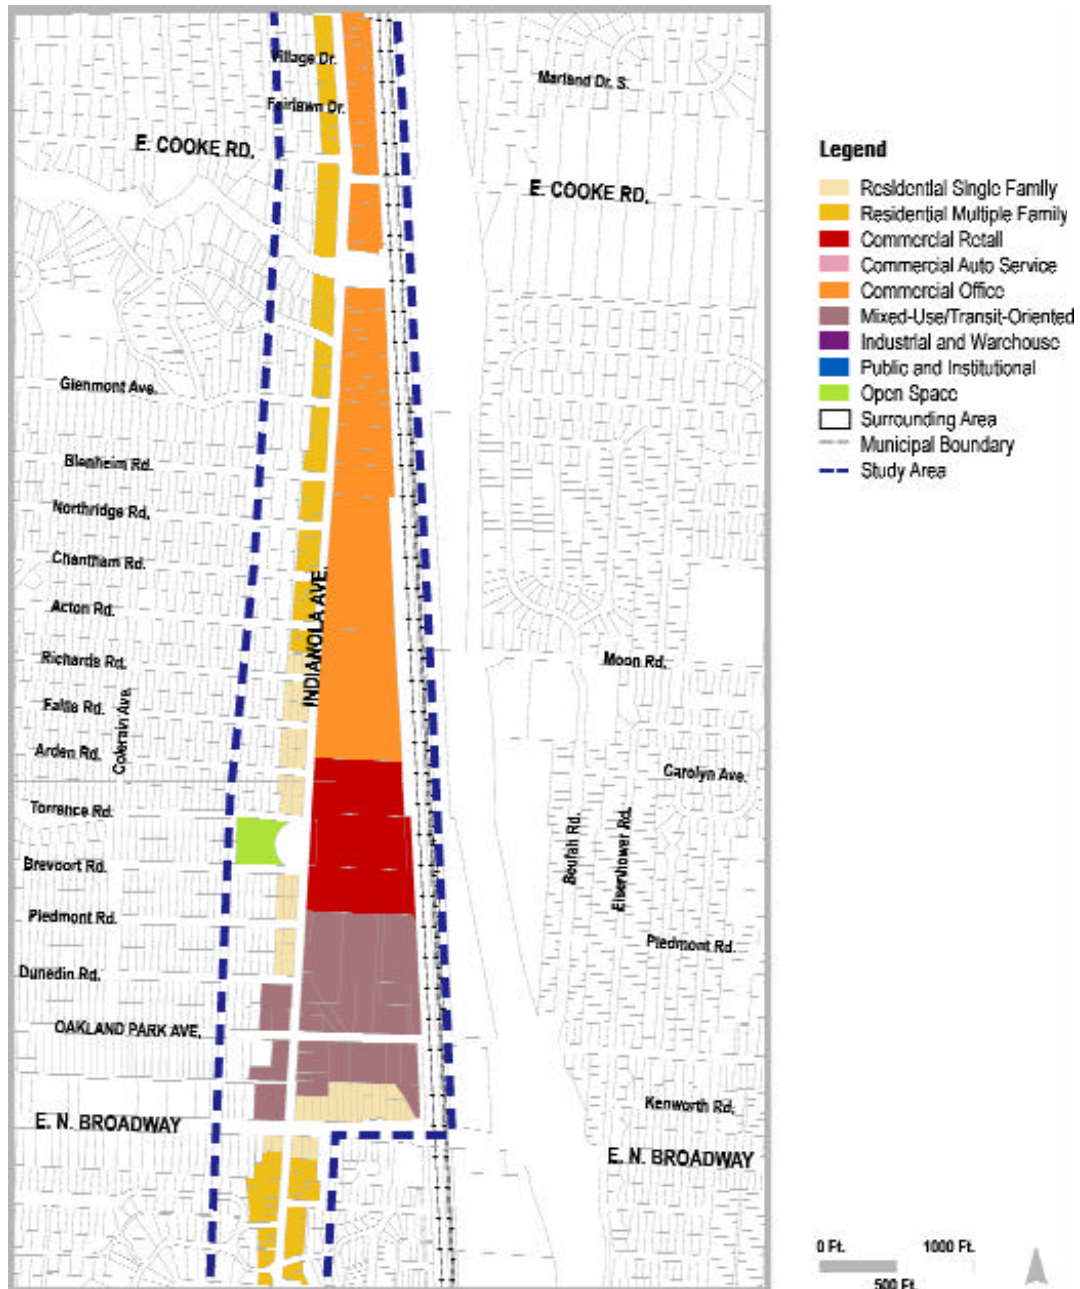 Village Dr.
Fairlawn Dr.
Marland Dr. S.
E. COOKE RD.
E. COOKE RD.
Glenmont Ave.
Blenheim Rd.
Northridge Rd.
Chantham Rd.
Acton Rd.
INDIANOLA AVE.
Richards Rd.
Moon Rd.
Fallis Rd.
Colerain Ave.
Arden Rd.
Carolyn Ave.
Torrence Rd.
Beulah Rd.
Eisenhower Rd.
Brevoort Rd.
Piedmont Rd.
Piedmont Rd.
Dunedin Rd.
OAKLAND PARK AVE.
Kenworth Rd.
E. N. BROADWAY
E. N. BROADWAY
Legend
Residential Single Family
Residential Multiple Family
Commercial Retail
Commercial Auto Service
Commercial Office
Mixed-Use/Transit-Oriented
Industrial and Warehouse
Public and Institutional
Open Space
Surrounding Area
Municipal Boundary
Study Area
0 Ft.
1000 Ft.
500 Ft.